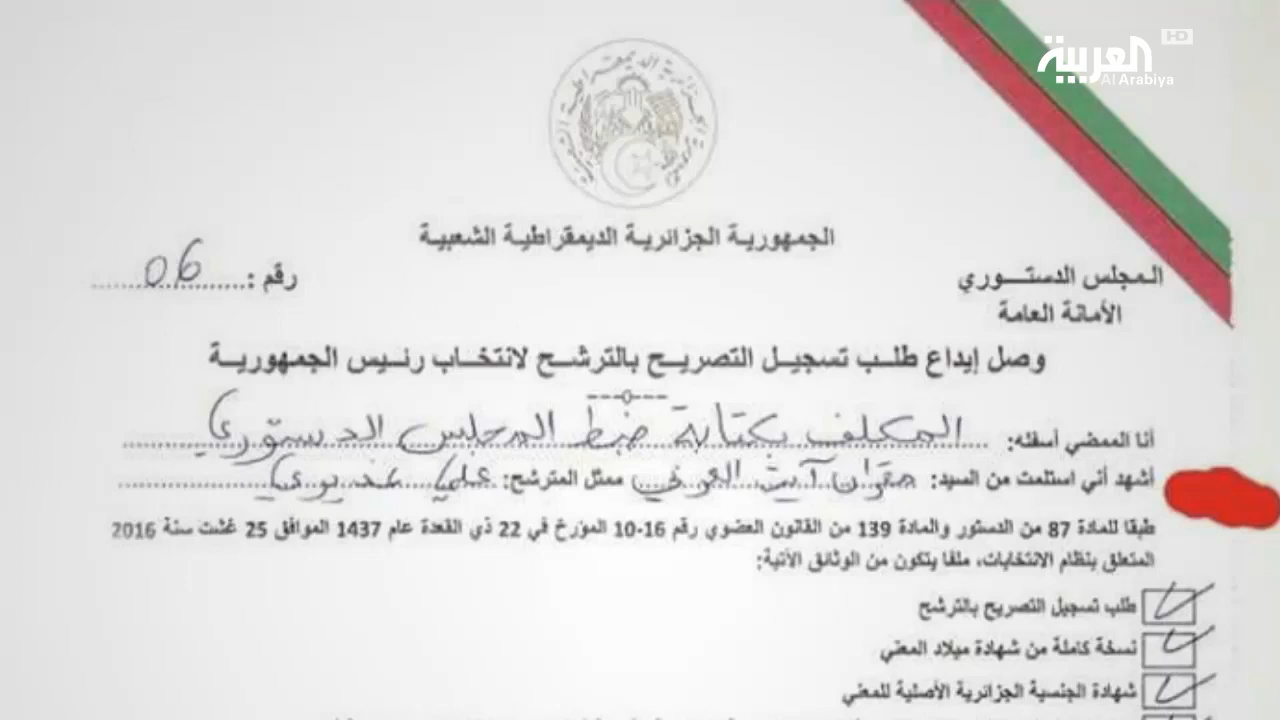 العربية HD
Al Arabiya
الجمهورية الجزائرية الديمقراطية الشعبية
المجلس الدستوري
رقم : 06
الأمانة العامة
وصل إيداع طلب تسجيل التصريح بالترشح لانتخاب رئيس الجمهورية
أنا الممضي أسفله: المكلف بكتابة ضبط المجلس الدستوري
أشهد أني استلمت من السيد: مقران آيت العربي ممثل المترشح: علي غديري
طبقا للمادة 87 من الدستور والمادة 139 من القانون العضوي رقم 16-10 المؤرخ في 22 ذي القعدة عام 1437 الموافق 25 غشت سنة 2016
المتعلق بنظام الانتخابات، ملفا يتكون من الوثائق الآتية:
طلب تسجيل التصريح بالترشح
نسخة كاملة من شهادة ميلاد المعني
شهادة الجنسية الجزائرية الأصلية للمعني